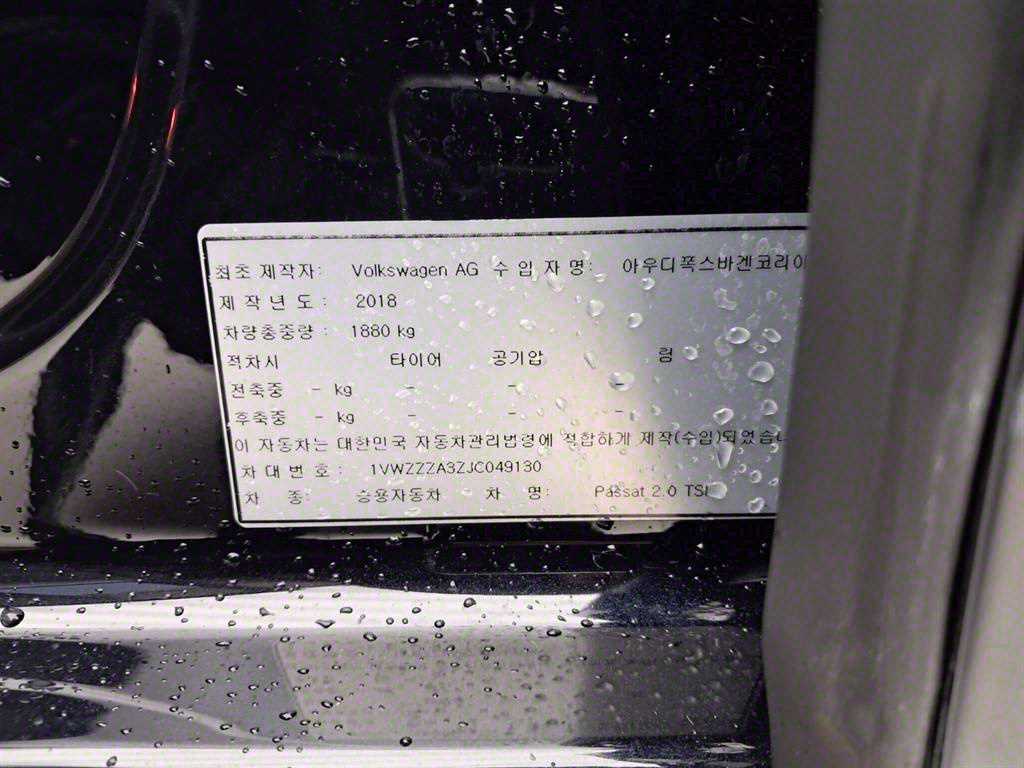 최초 제작자: Volkswagen AG 수 입 자 명: 아우디폭스바겐코리아
제 작 년 도 : 2018
차량총중량 : 1880 kg
적차시 타이어 공기압 림
전축중 - kg - - -
후축중 - kg - - -
이 자동차는 대한민국 자동차관리법령에 적합하게 제작(수입)되었습니
차 대 번 호 : 1VWZZZA3ZJC049130
차 종: 승용자동차 차 명: Passat 2.0 TSI